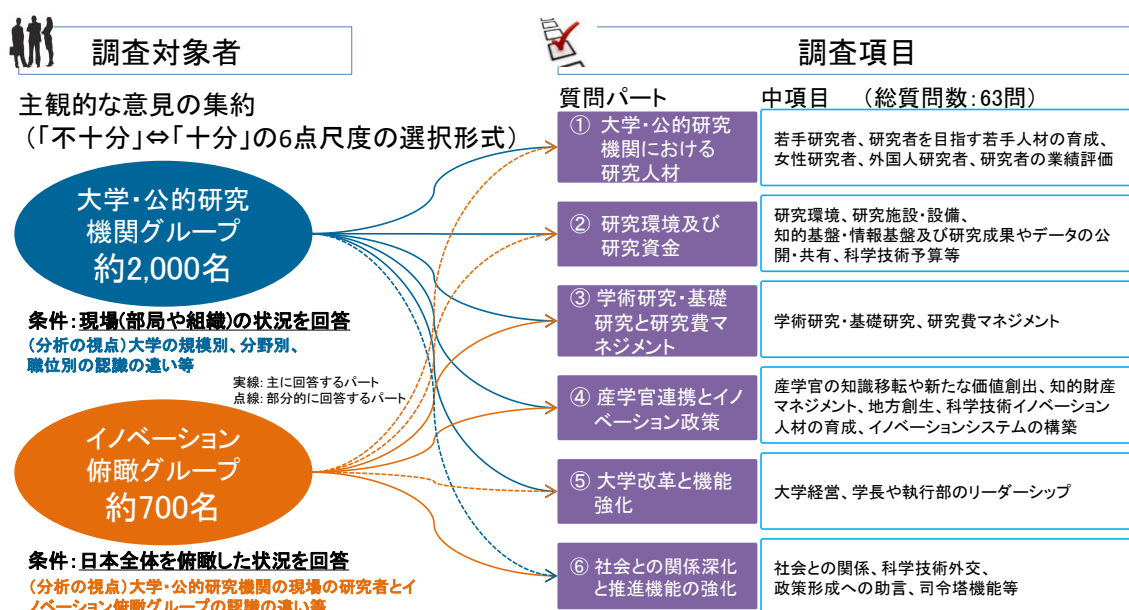 調査対象者
主観的な意見の集約
(「不十分」⇔「十分」の6点尺度の選択形式)
大学・公的研究
機関グループ
約2,000名
条件:現場(部局や組織)の状況を回答
(分析の視点)大学の規模別、分野別、
職位別の認識の違い等
実線: 主に回答するパート
点線: 部分的に回答するパート
イノベーション
俯瞰グループ
約700名
条件:日本全体を俯瞰した状況を回答
(分析の視点)大学・公的研究機関の現場の研究者とイ
ノベーション俯瞰グループの認識の違い等
調査項目
質問パート
中項目 (総質問数:63問)
① 大学・公的研究
機関における
研究人材
若手研究者、研究者を目指す若手人材の育成、
女性研究者、外国人研究者、研究者の業績評価
② 研究環境及び
研究資金
研究環境、研究施設・設備、
知的基盤・情報基盤及び研究成果やデータの公
開・共有、科学技術予算等
③ 学術研究・基礎
研究と研究費マ
ネジメント
学術研究・基礎研究、研究費マネジメント
④ 産学官連携とイノ
ベーション政策
産学官の知識移転や新たな価値創出、知的財産
マネジメント、地方創生、科学技術イノベーション
人材の育成、イノベーションシステムの構築
⑤ 大学改革と機能
強化
大学経営、学長や執行部のリーダーシップ
⑥ 社会との関係深化
と推進機能の強化
社会との関係、科学技術外交、
政策形成への助言、司令塔機能等